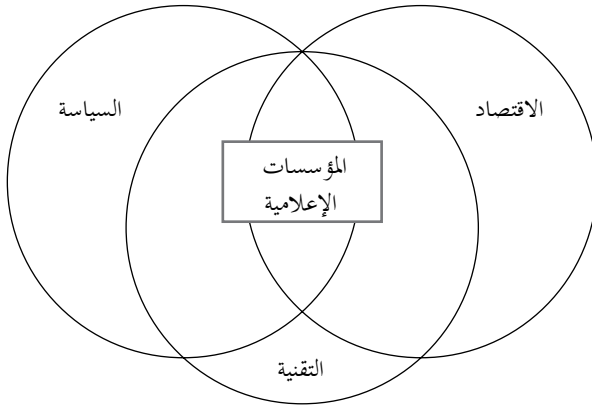 الاقتصاد
السياسة
المؤسسات
الإعلامية
التقنية